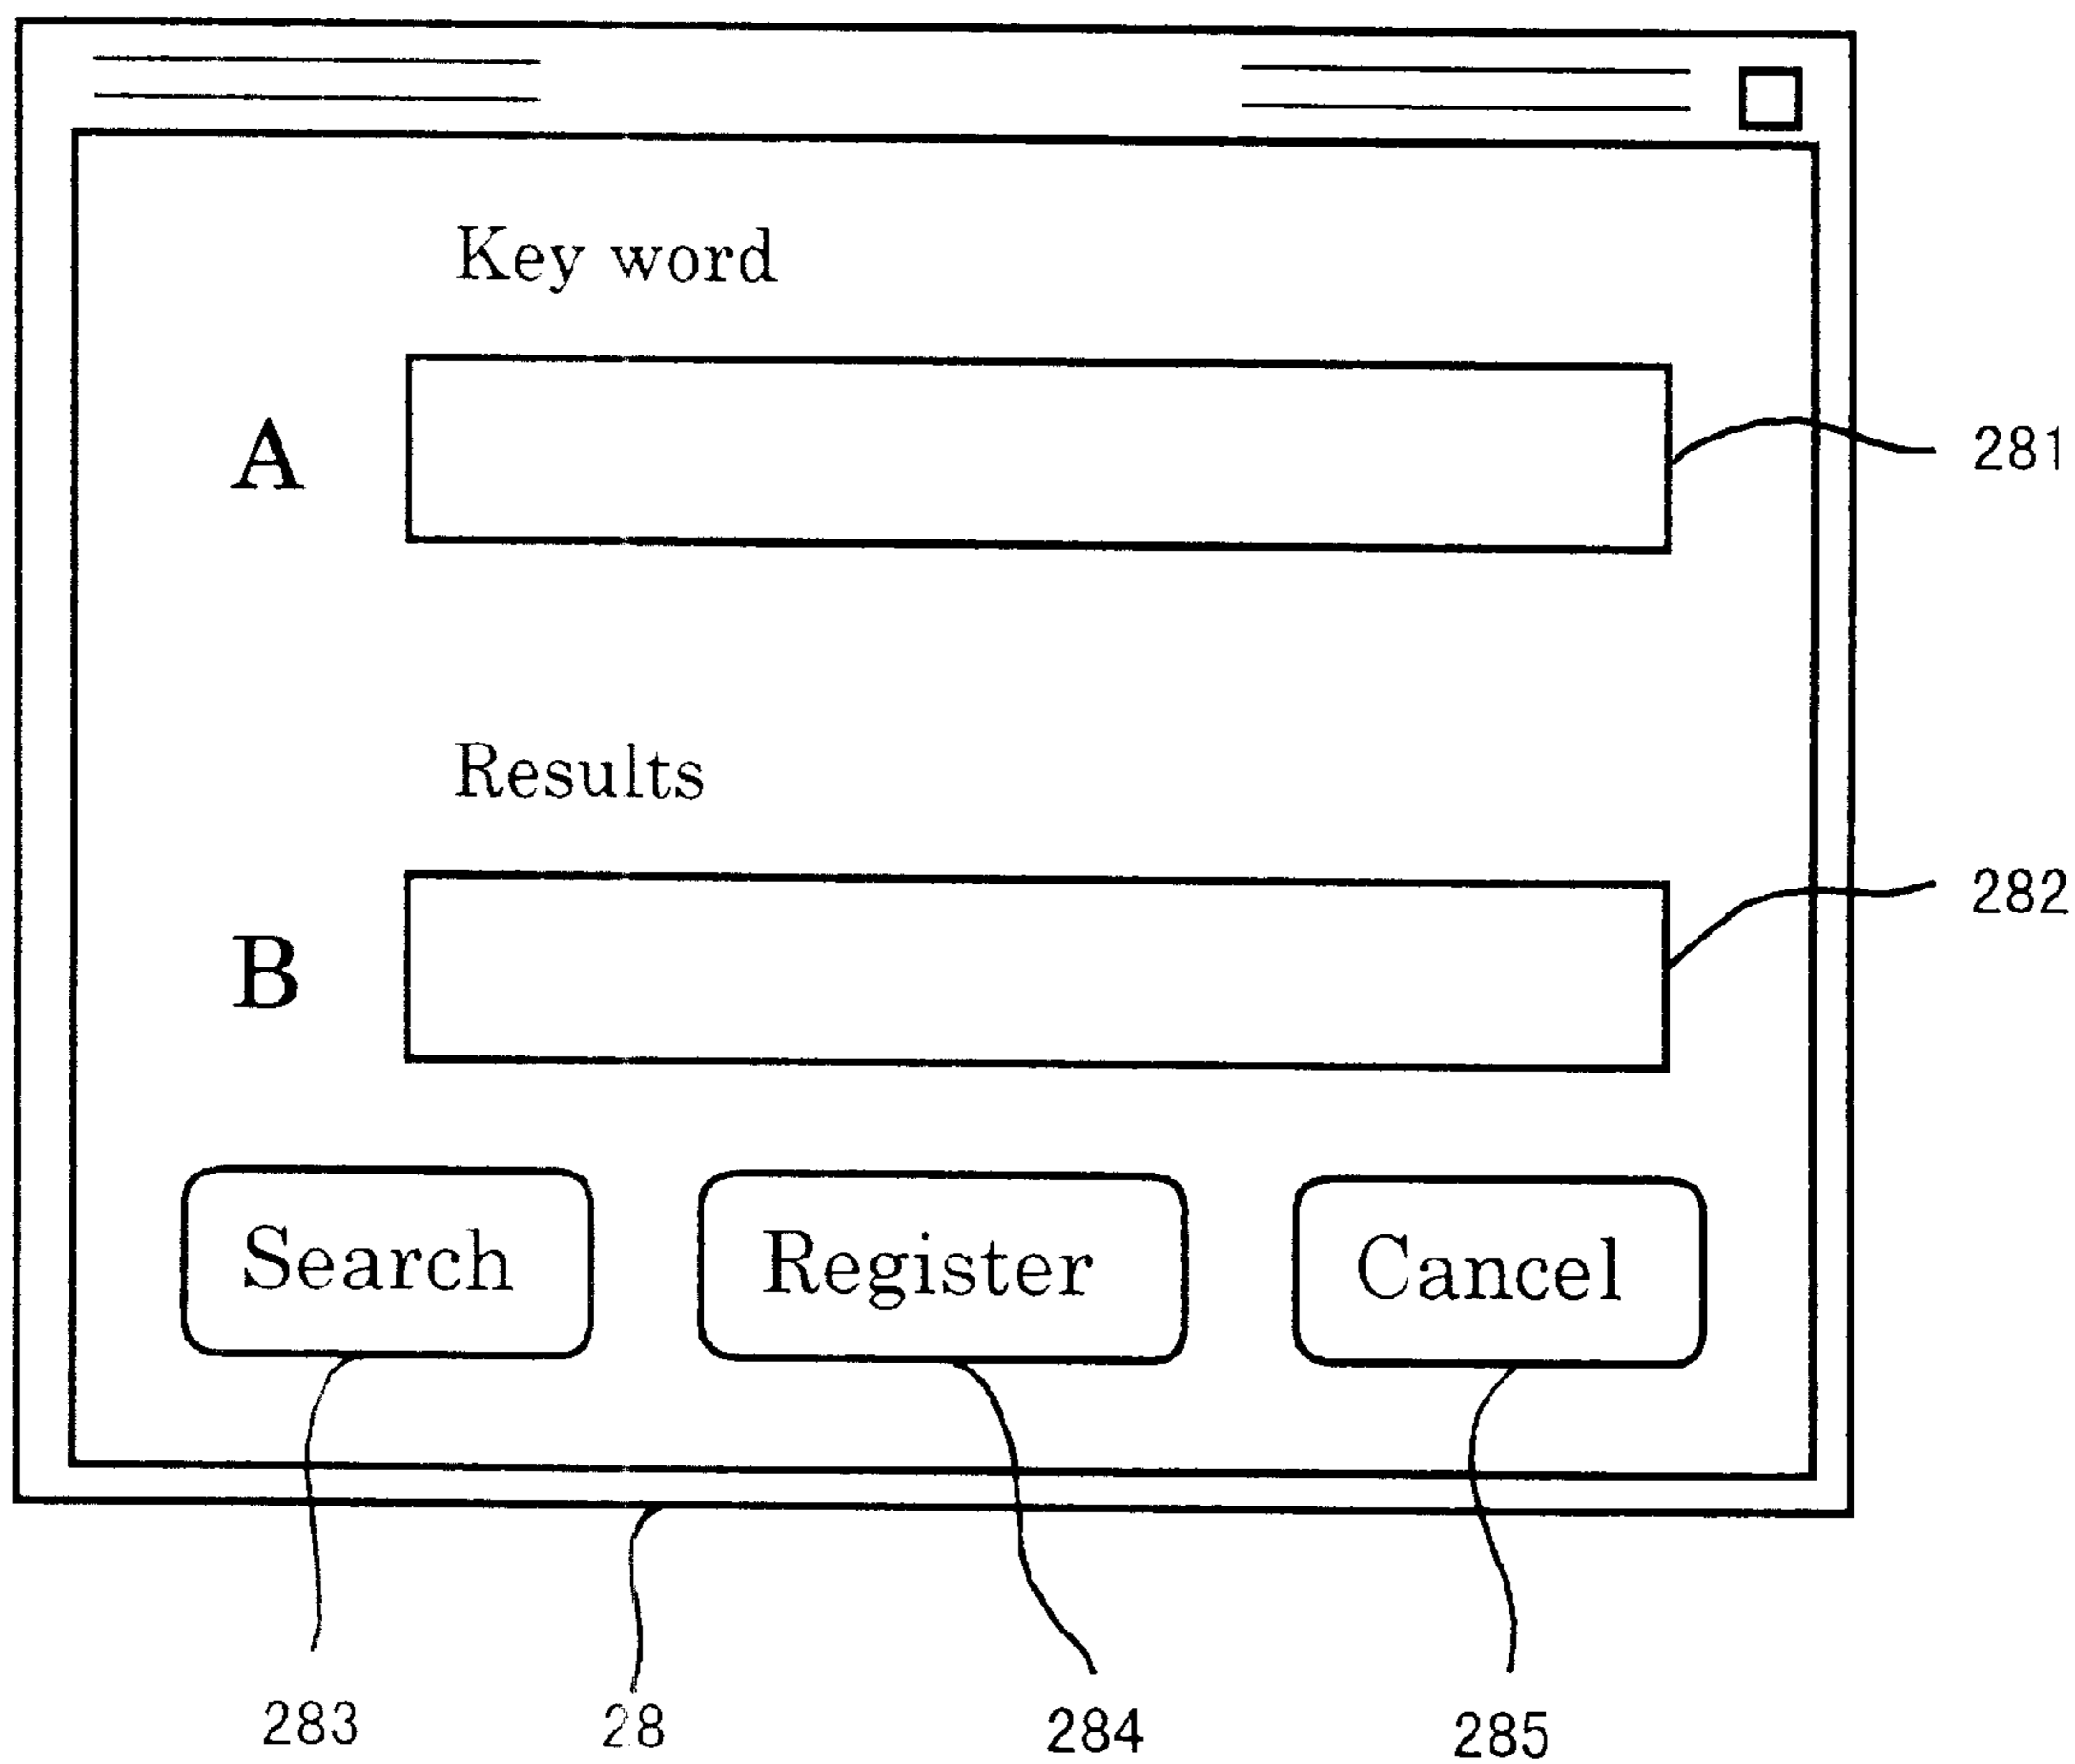 Key word
A
281
Results
282
B
Search Register Cancel
283 28 284 285